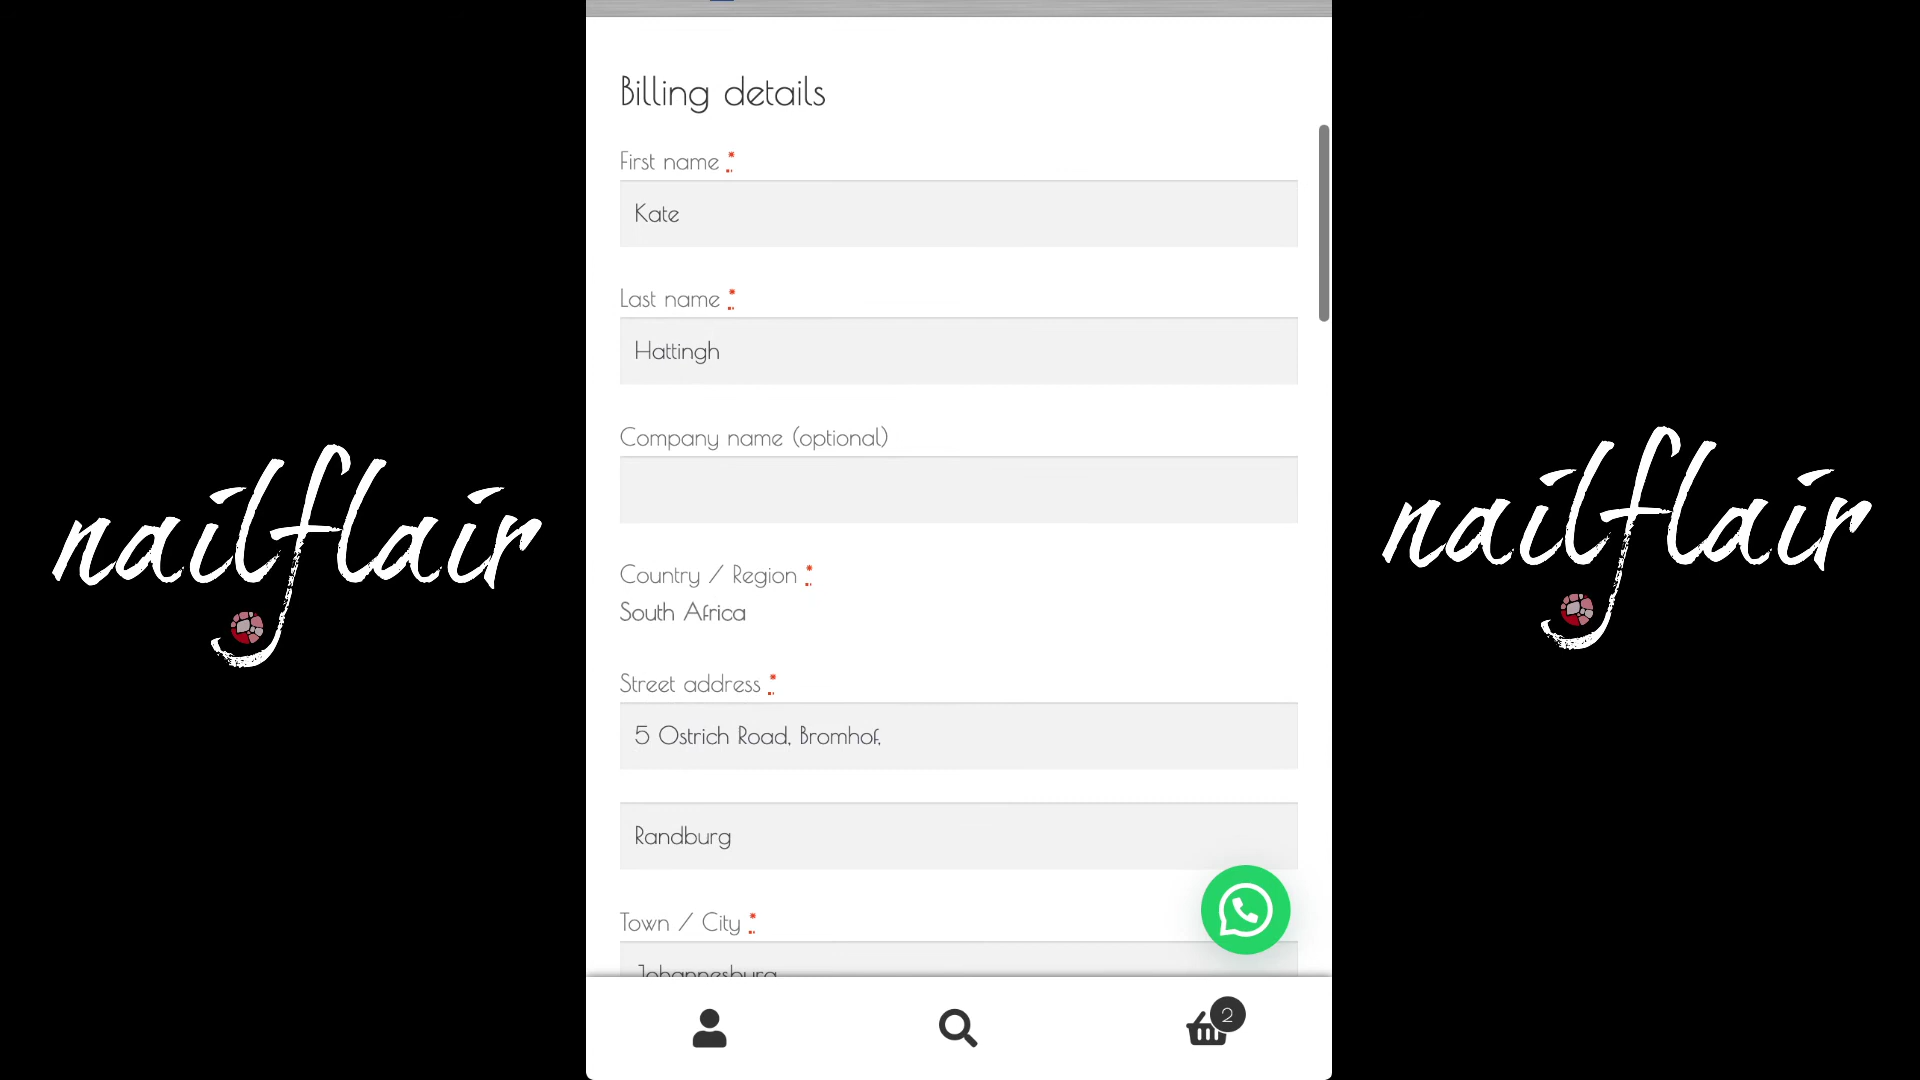 Billing details
First name *
Kate
Last name *
Hattingh
Company name (optional)
Country / Region *
South Africa
Street address *
5 Ostrich Road, Bromhof,
Randburg
Town / City *
Johannesburg
2
nailflair
nailflair